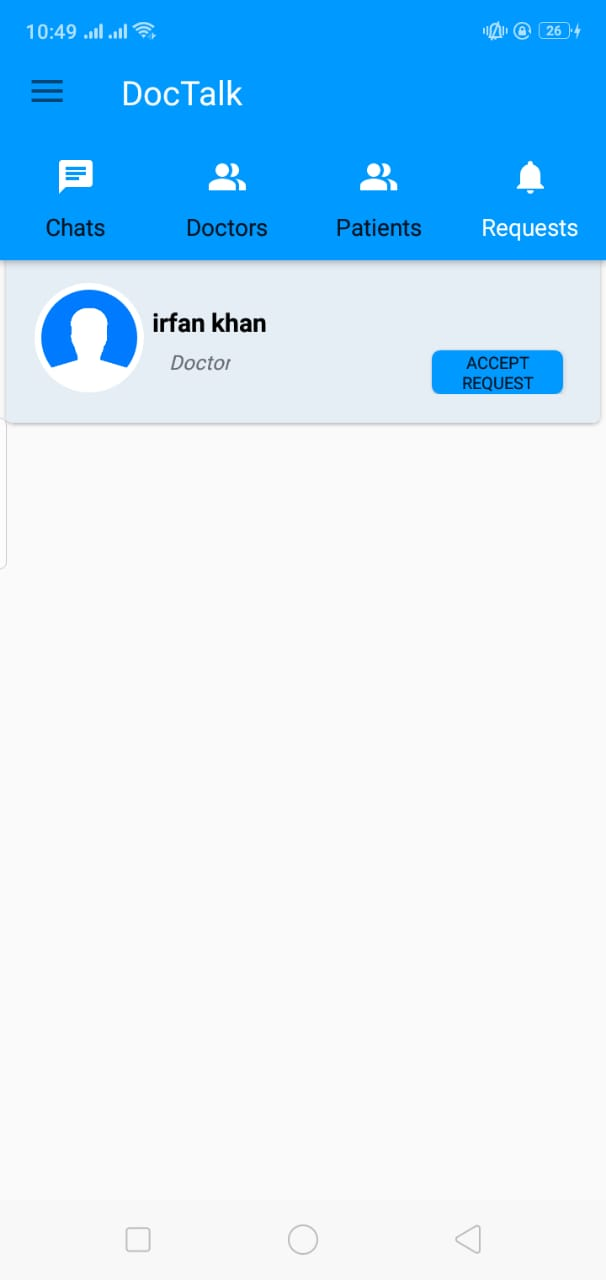 10:49
26
DocTalk
Chats
Doctors
Patients
Requests
irfan khan
Doctor
ACCEPT
REQUEST